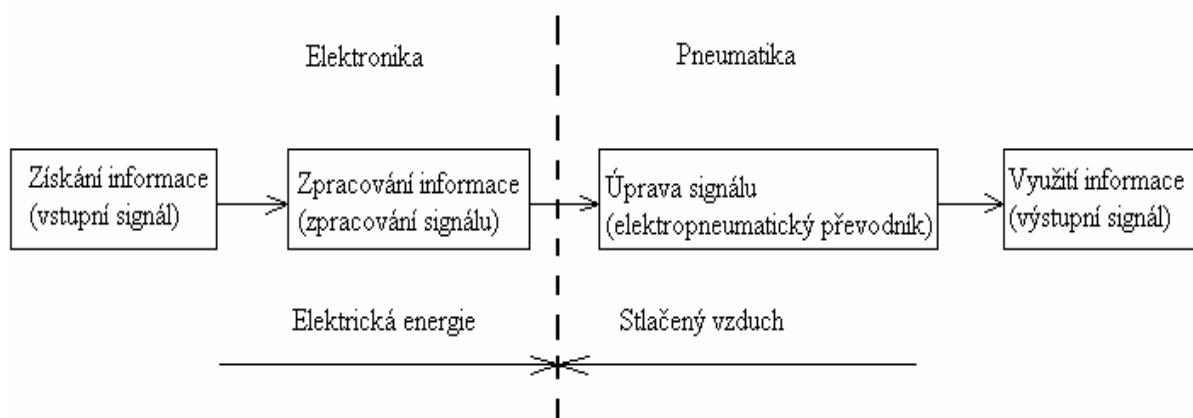 Elektronika
Pneumatika
Získání informace
(vstupní signál)
Zpracování informace
(zpracování signálu)
Úprava signálu
(elektropneumatický převodník)
Využití informace
(výstupní signál)
Elektrická energie
Stlačený vzduch